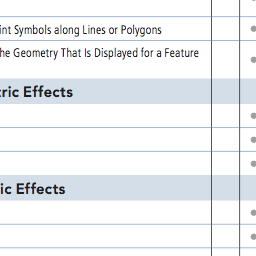 int Symbols along Lines or Polygons
he Geometry That Is Displayed for a Feature
ric Effects
ic Effects